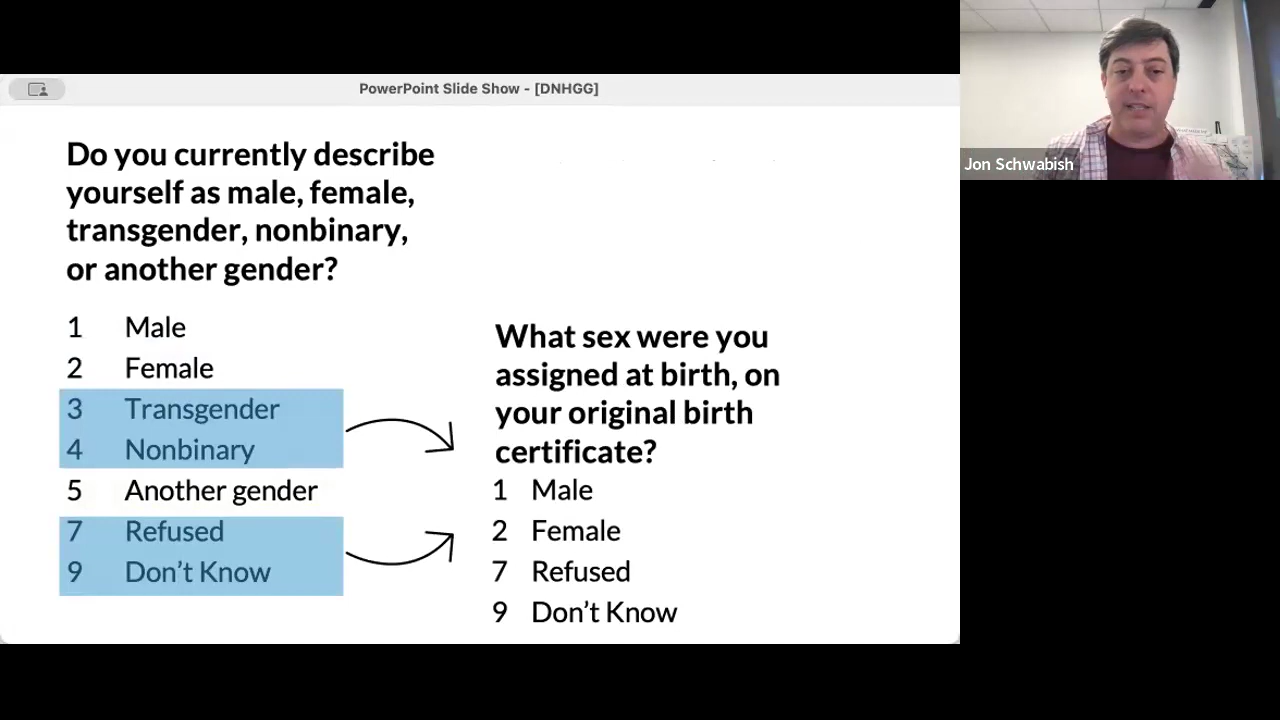 PowerPoint Slide Show - [DNHGG]
Do you currently describe
yourself as male, female,
transgender, nonbinary,
or another gender?
1 Male
2 Female
3 Transgender
4 Nonbinary
5 Another gender
7 Refused
9 Don’t Know
What sex were you
assigned at birth, on
your original birth
certificate?
1 Male
2 Female
7 Refused
9 Don’t Know
Jon Schwabish